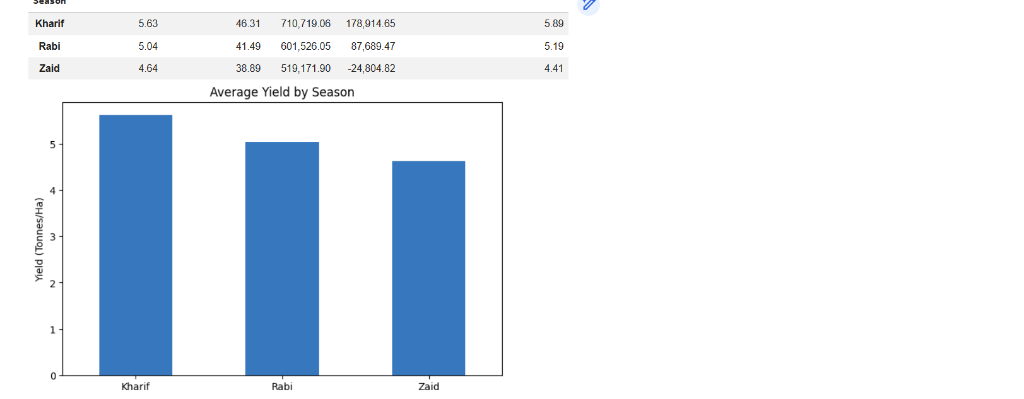 Season
Kharif 5.63 46.31 710,719.06 178,914.65 5.89
Rabi 5.04 41.49 601,526.05 87,689.47 5.19
Zaid 4.64 38.89 519,171.90 -24,804.82 4.41
Average Yield by Season
Yield (Tonnes/Ha)
5
4
3
2
1
0
Kharif Rabi Zaid